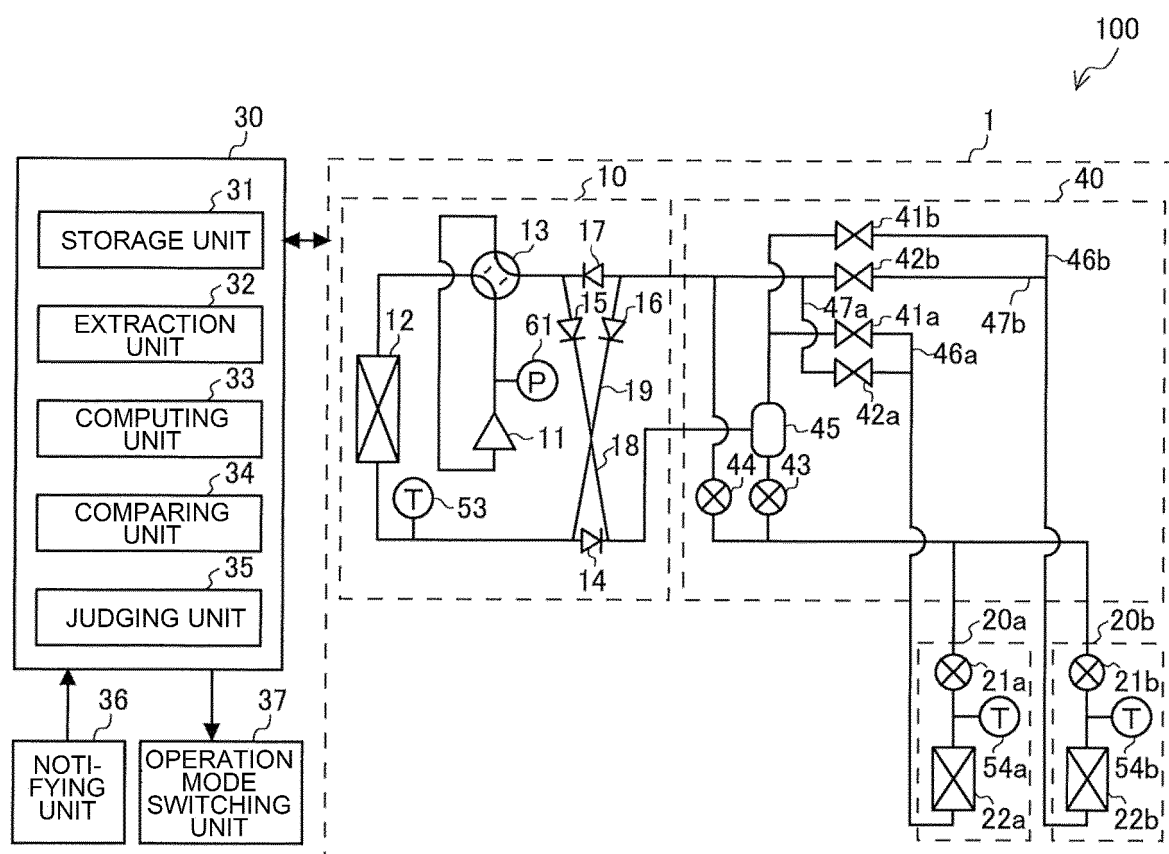 100
1
30
10
40
31
STORAGE UNIT
32
EXTRACTION
UNIT
33
COMPUTING
UNIT
34
COMPARING
UNIT
35
JUDGING UNIT
36
NOTI-
FYING
UNIT
37
OPERATION
MODE
SWITCHING
UNIT
13
17
12
15
16
61
P
19
11
18
T
53
14
41b
42b
46b
47a
41a
47b
46a
42a
45
44
43
20a
20b
21a
21b
T
T
54a
54b
22a
22b